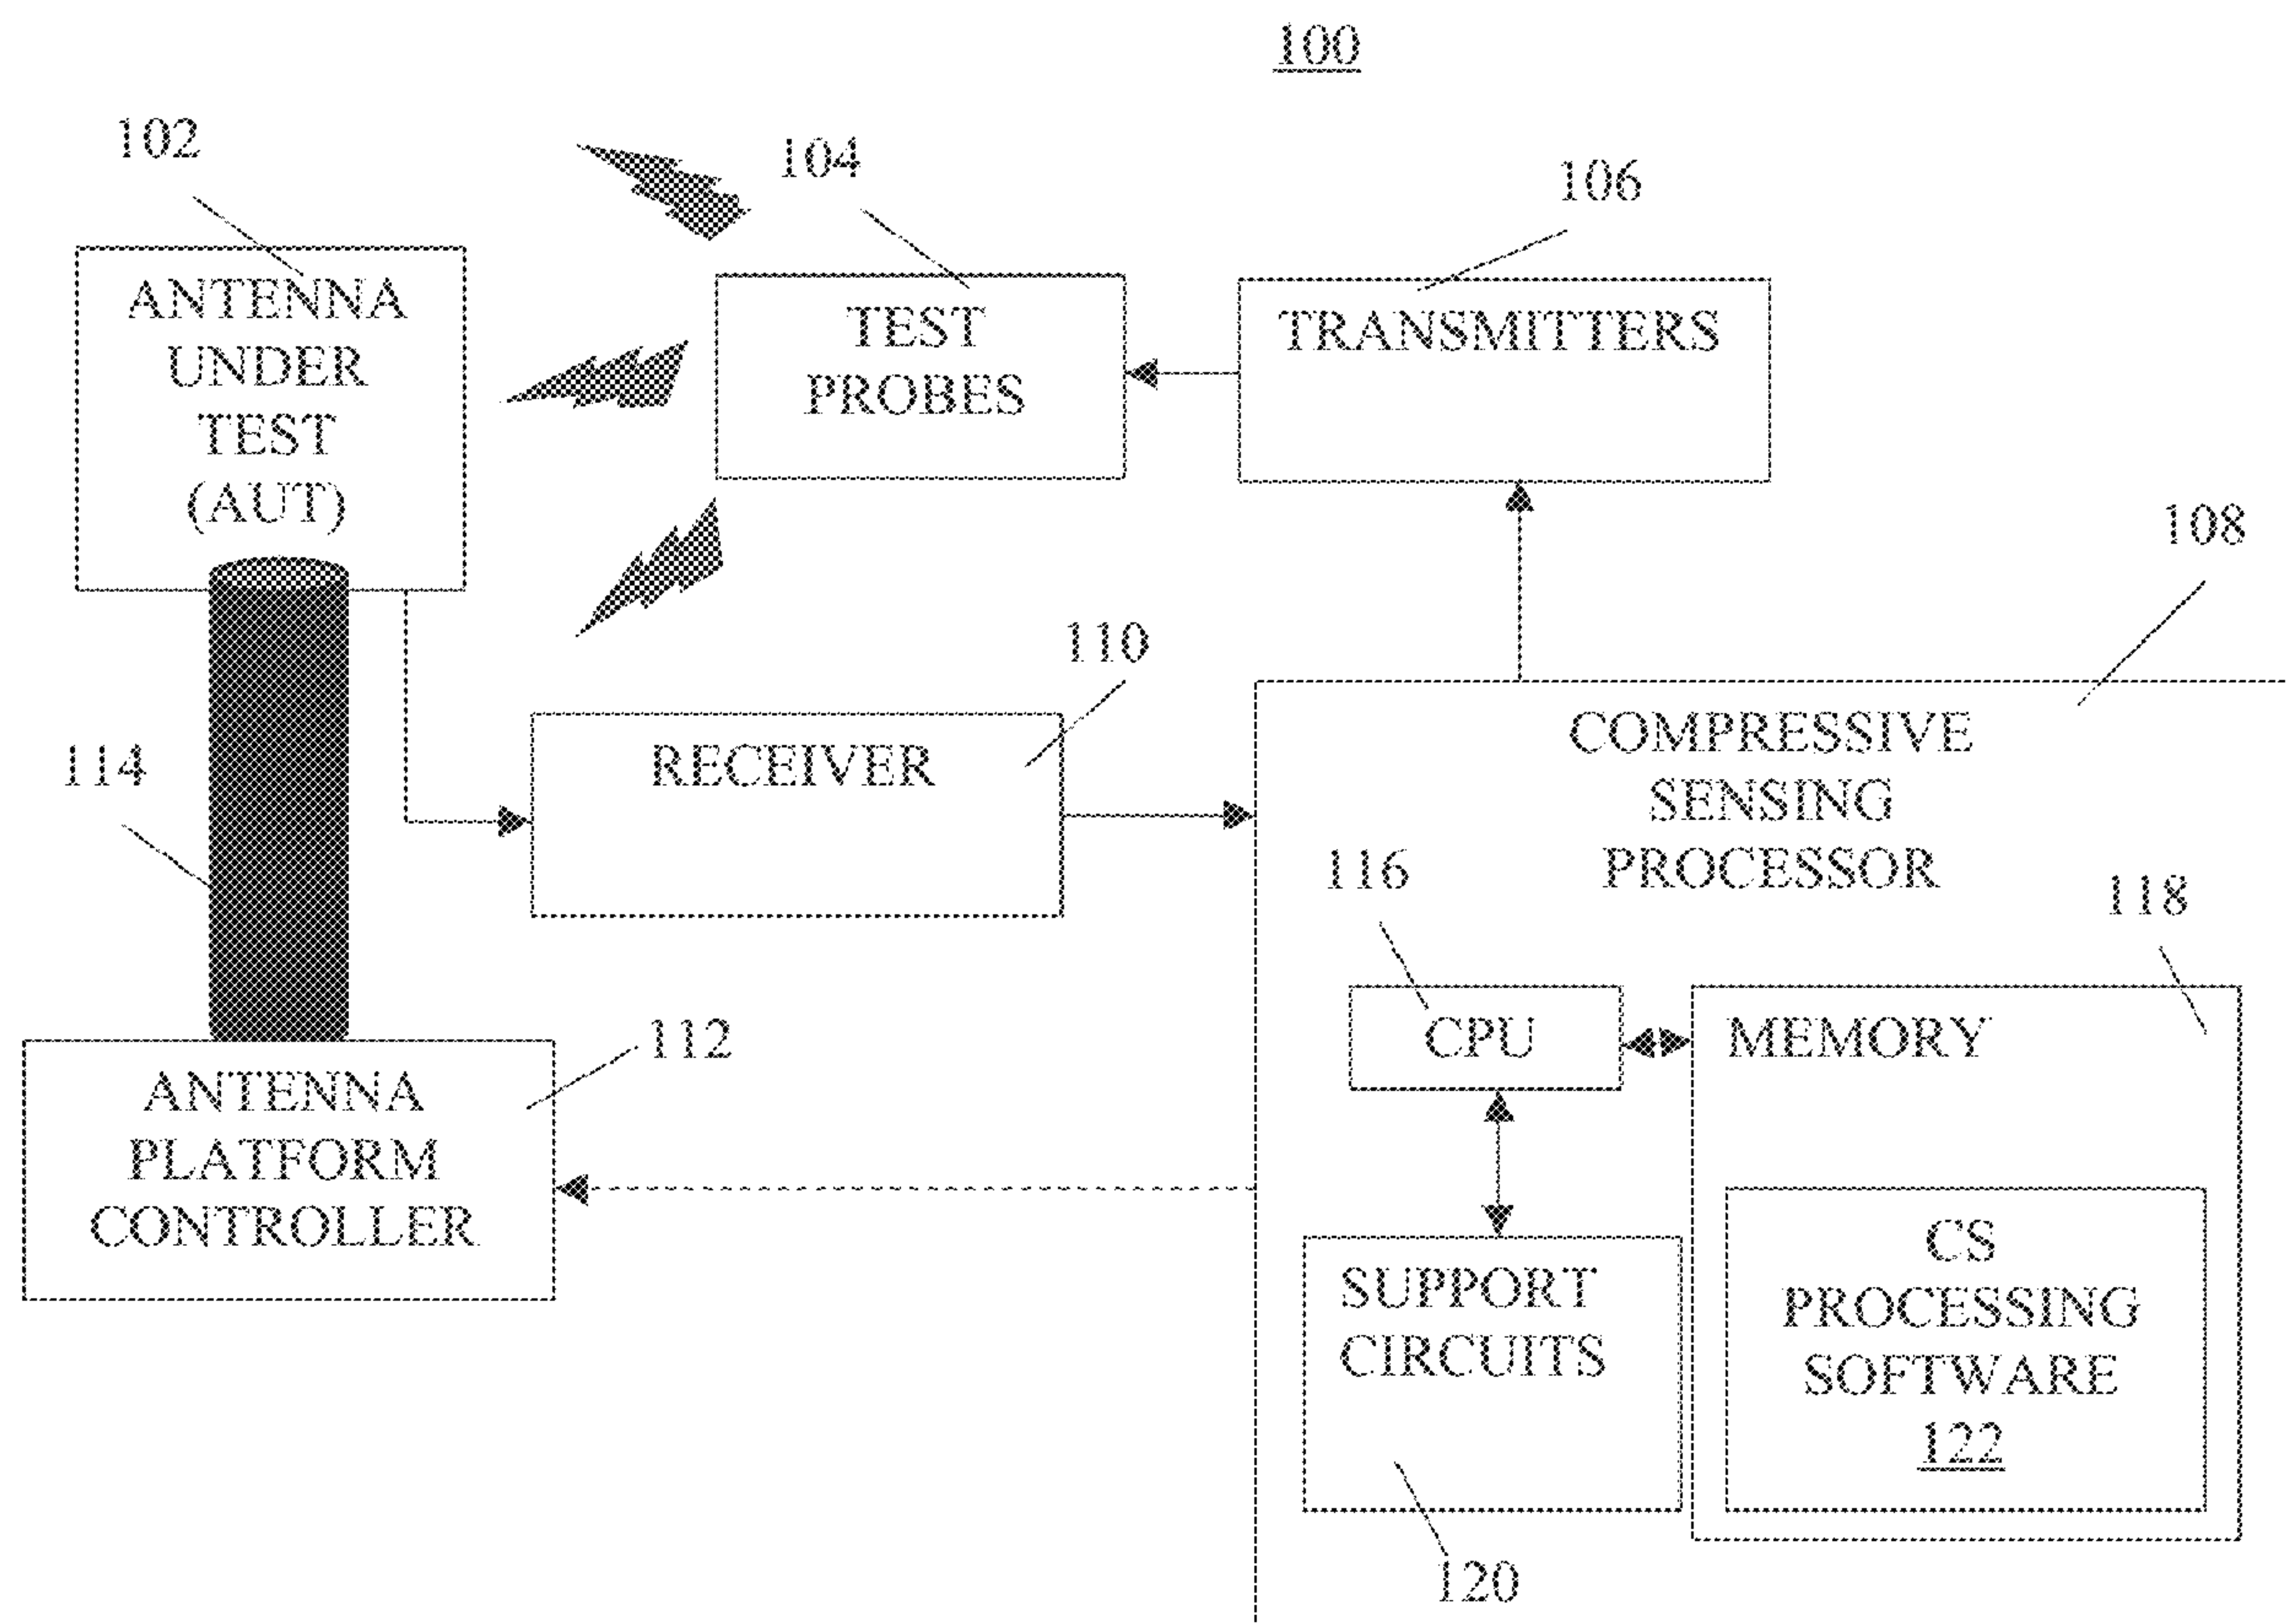 100
102
104
106
ANTENNA
UNDER
TEST
(AUT)
TEST
PROBES
TRANSMITTERS
108
110
114
RECEIVER
COMPRESSIVE
SENSING
PROCESSOR
116
118
112
CPU
MEMORY
ANTENNA
PLATFORM
CONTROLLER
SUPPORT
CIRCUITS
CS
PROCESSING
SOFTWARE
122
120